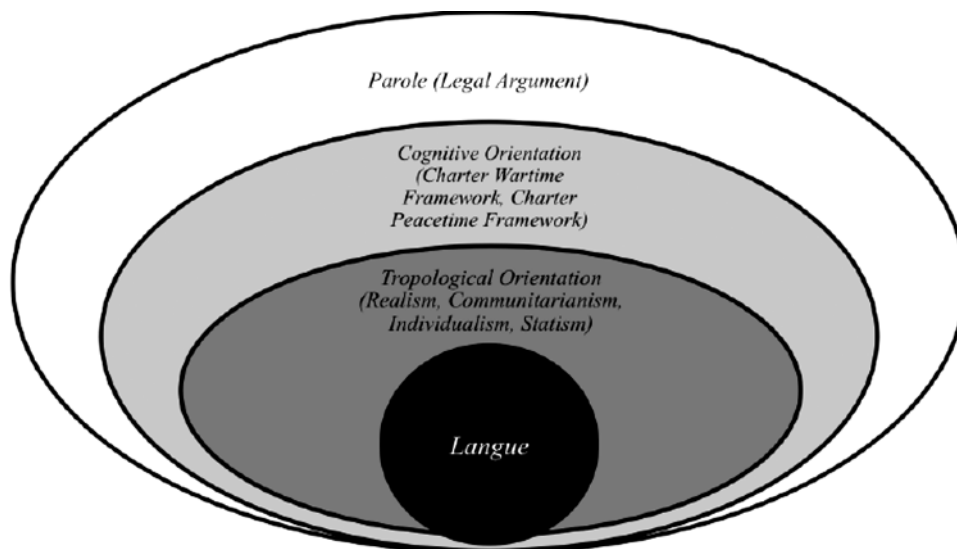 Parole (Legal Argument)
Cognitive Orientation
(Charter Wartime
Framework, Charter
Peacetime Framework)
Tropological Orientation
(Realism, Communitarianism,
Individualism, Statism)
Langue